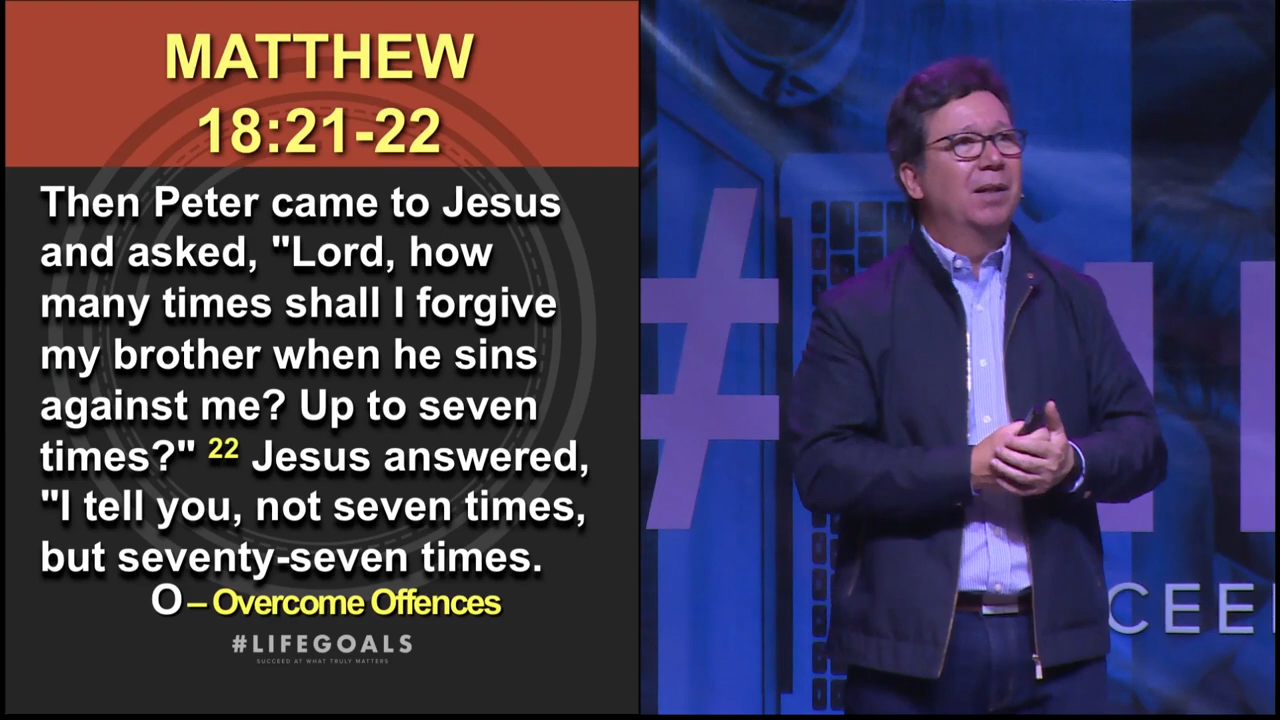 MATTHEW
18:21-22
Then Peter came to Jesus
and asked, "Lord, how
many times shall I forgive
my brother when he sins
against me? Up to seven
times?" 22 Jesus answered,
"I tell you, not seven times,
but seventy-seven times.
O – Overcome Offences
#LIFEGOALS
SUCCEED AT WHAT TRULY MATTERS
#
CEE